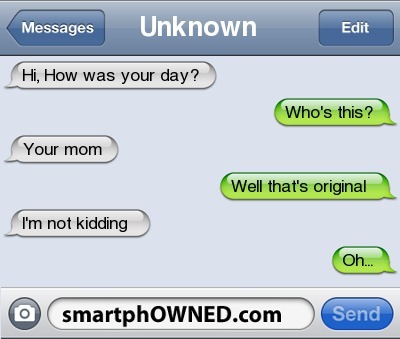 Messages
Unknown
Edit
Hi, How was your day?
Who's this?
Your mom
Well that's original
I'm not kidding
Oh...
smartphOWNED.com
Send